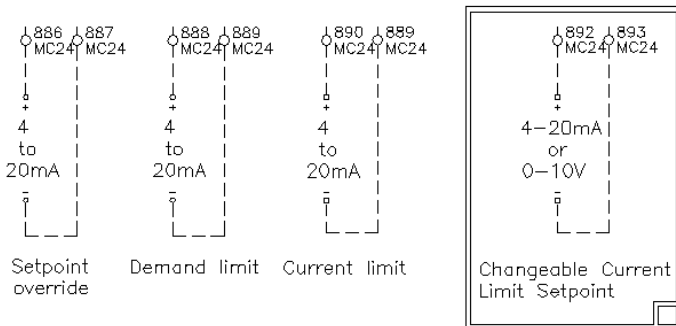 886 887
MC24 MC24
888 889
MC24 MC24
890 889
MC24 MC24
892 893
MC24 MC24
+ + + +
4
to
20mA
4
to
20mA
4
to
20mA
4-20mA
or
0-10V
- - - -
Setpoint
override
Demand limit
Current limit
Changeable Current
Limit Setpoint